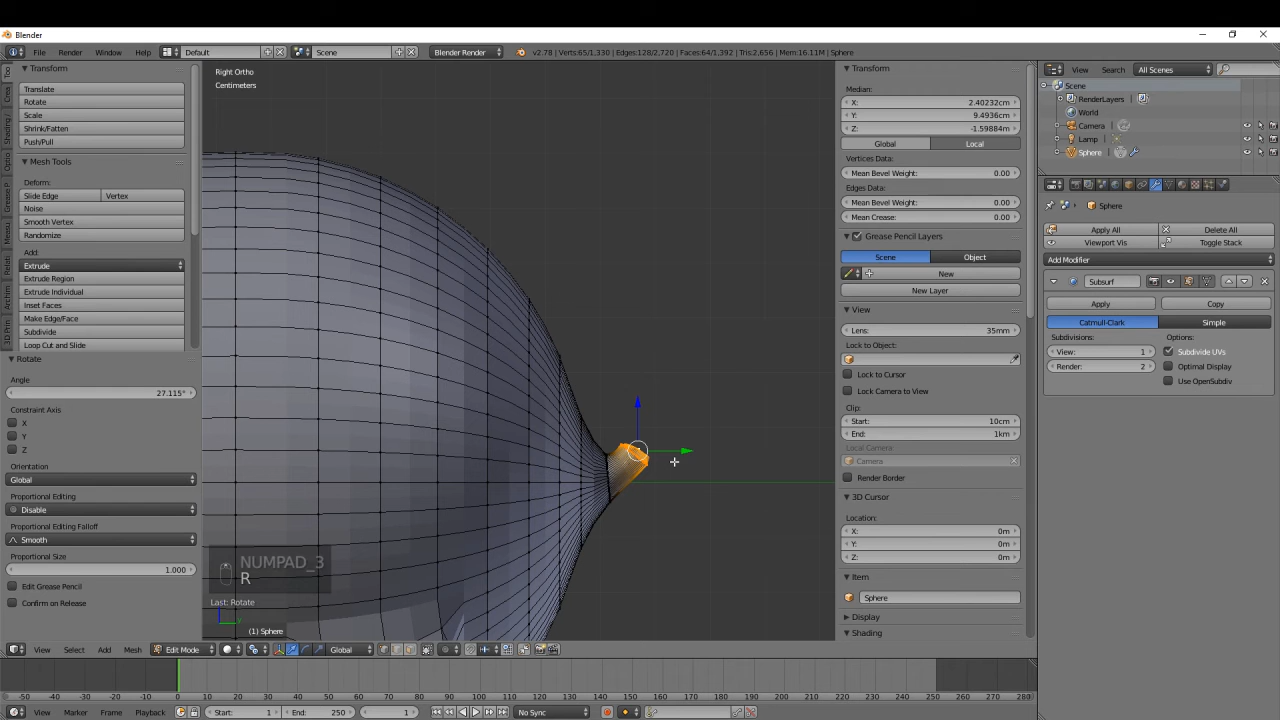 Blender
File Render Window Help Default Scene Blender Render v2.78 | Verts:65/1,330 | Edges:128/2,720 | Faces:64/1,392 | Tris:2,656 | Mem:16.11M | Sphere
Transform
Translate
Rotate
Scale
Shrink/Fatten
Push/Pull
Mesh Tools
Deform:
Slide Edge Vertex
Noise
Smooth Vertex
Randomize
Add:
Extrude
Extrude Region
Extrude Individual
Inset Faces
Make Edge/Face
Subdivide
Loop Cut and Slide
Rotate
Angle
27.115°
Constraint Axis
X
Y
Z
Orientation
Global
Proportional Editing
Disable
Proportional Editing Falloff
Smooth
Proportional Size
1.000
Edit Grease Pencil
Confirm on Release
Right Ortho
Centimeters
NUMPAD_3
R
Last: Rotate
(1) Sphere
Transform
Median:
X: 2.40232cm
Y: 9.4936cm
Z: -1.59884m
Global Local
Vertices Data:
Mean Bevel Weight: 0.00
Edges Data:
Mean Bevel Weight: 0.00
Mean Crease: 0.00
Grease Pencil Layers
Scene Object
New
New Layer
View
Lens: 35mm
Lock to Object:
Lock to Cursor
Lock Camera to View
Clip:
Start: 10cm
End: 1km
Local Camera:
Camera
Render Border
3D Cursor
Location:
X: 0m
Y: 0m
Z: 0m
Item
Sphere
Display
Shading
View Search All Scenes
Scene
RenderLayers
World
Camera
Lamp
Sphere
Sphere
Apply All Delete All
Viewport Vis Toggle Stack
Add Modifier
Subsurf
Apply Copy
Catmull-Clark Simple
Subdivisions: Options:
View: 1 Subdivide UVs
Render: 2 Optimal Display
Use OpenSubdiv
View Select Add Mesh Edit Mode Global
-50 -40 -30 -20 -10 0 10 20 30 40 50 60 70 80 90 100 110 120 130 140 150 160 170 180 190 200 210 220 230 240 250 260 270 280
View Marker Frame Playback Start: 1 End: 250 1 No Sync